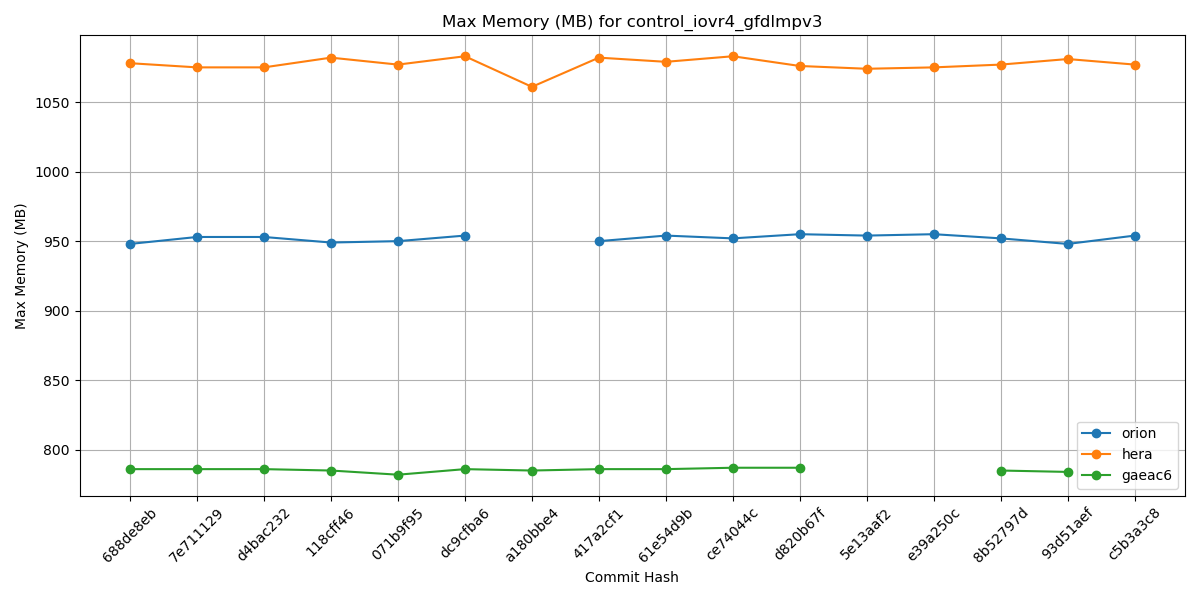 Max Memory (MB) for control_iovr4_gfdlmpv3
Max Memory (MB)
1050
1000
950
900
850
800
orion
hera
gaeac6
688de8eb
7e711129
d4bac232
118cff46
071b9f95
dc9cfba6
a180bbe4
417a2cf1
61e54d9b
ce74044c
d820b67f
5e13aaf2
e39a250c
8b52797d
93d51aef
c5b3a3c8
Commit Hash